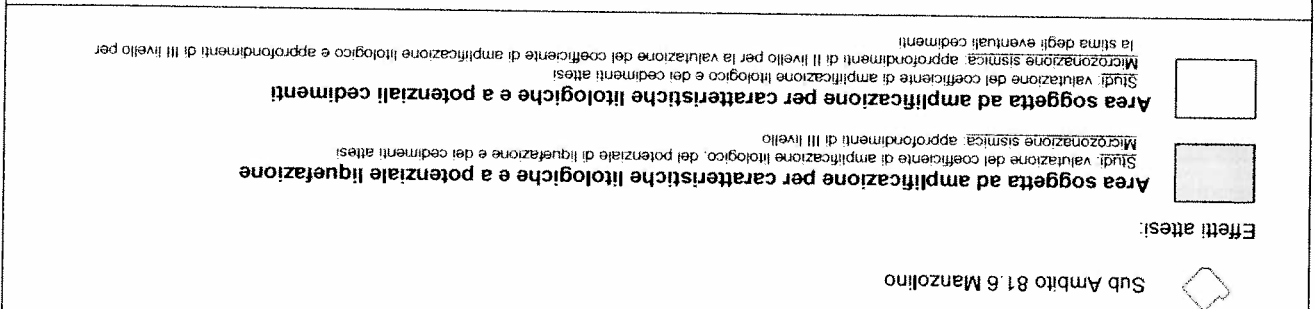 Sub Ambito 81.6 Manzolino
Effetti attesi:
Area soggetta ad amplificazione per caratteristiche litologiche e a potenziale liquefazione
Studi: valutazione del coefficiente di amplificazione litologico, del potenziale di liquefazione e dei cedimenti attesi
Microzonazione sismica: approfondimenti di III livello
Area soggetta ad amplificazione per caratteristiche litologiche e a potenziali cedimenti
Studi: valutazione del coefficiente di amplificazione litologico e dei cedimenti attesi
Microzonazione sismica: approfondimenti di II livello per la valutazione del coefficiente di amplificazione litologico e approfondimenti di III livello per
la stima degli eventuali cedimenti